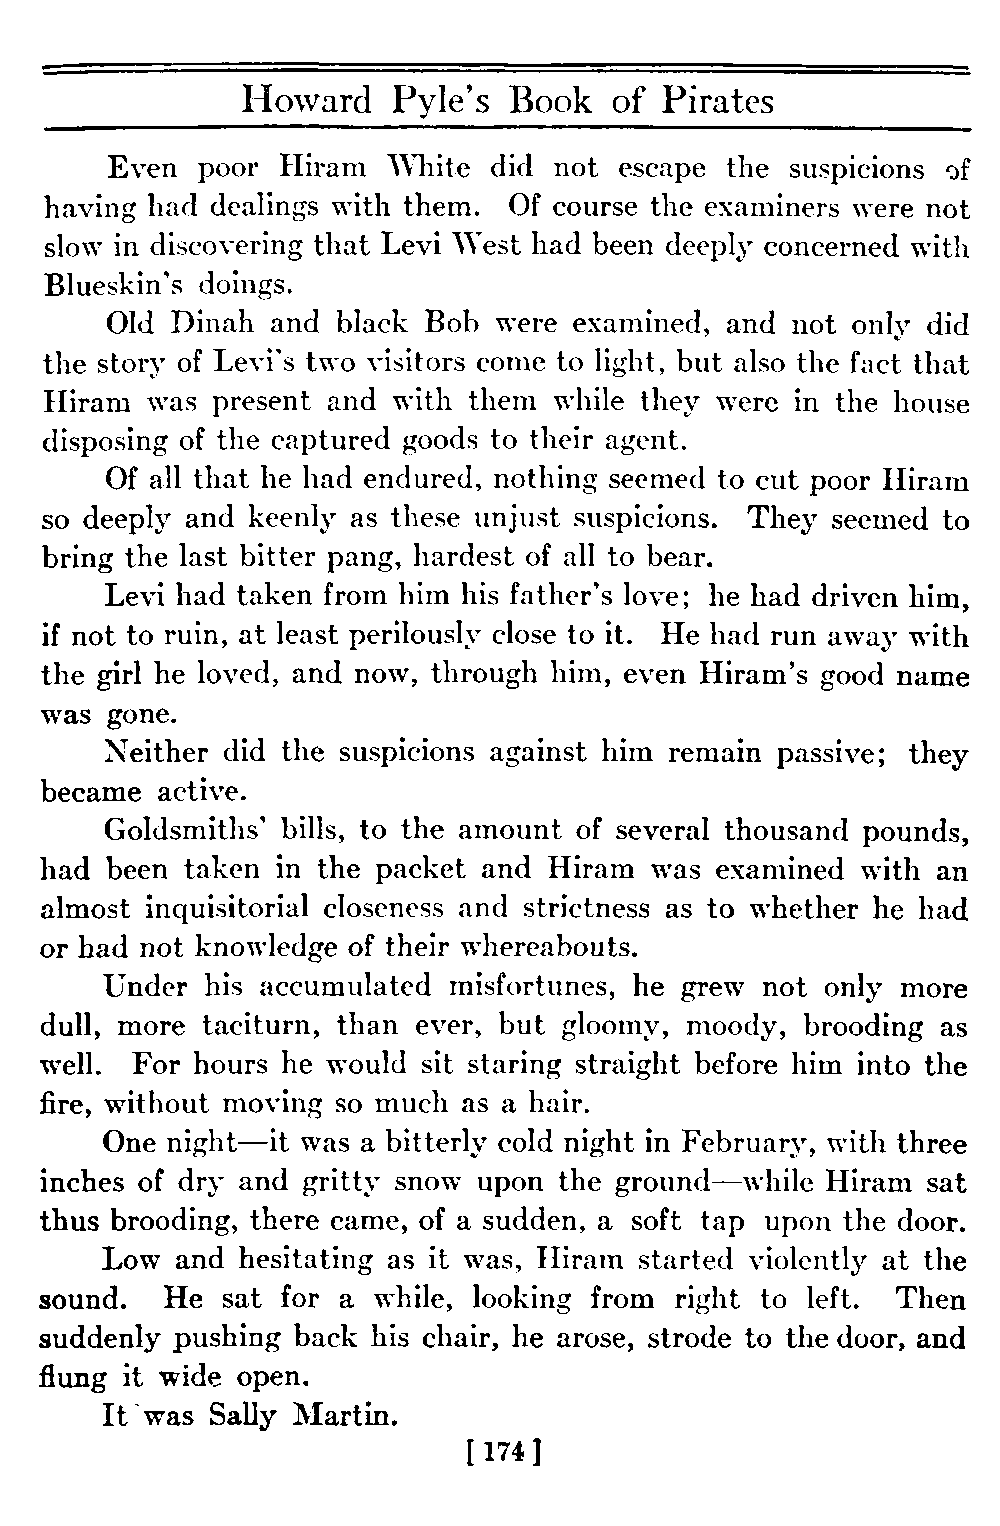 Howard Pyle's Book of Pirates
Even poor Hiram White did not escape the suspicions of
having had dealings with them. Of course the examiners were not
slow in discovering that Levi West had been deeply concerned with
Blueskin's doings.
Old Dinah and black Bob were examined, and not only did
the story of Levi's two visitors come to light, but also the fact that
Hiram was present and with them while they were in the house
disposing of the captured goods to their agent.
Of all that he had endured, nothing seemed to cut poor Hiram
so deeply and keenly as these unjust suspicions. They seemed to
bring the last bitter pang, hardest of all to bear.
Levi had taken from him his father's love; he had driven him,
if not to ruin, at least perilously close to it. He had run away with
the girl he loved, and now, through him, even Hiram's good name
was gone.
Neither did the suspicions against him remain passive; they
became active.
Goldsmiths' bills, to the amount of several thousand pounds,
had been taken in the packet and Hiram was examined with an
almost inquisitorial closeness and strictness as to whether he had
or had not knowledge of their whereabouts.
Under his accumulated misfortunes, he grew not only more
dull, more taciturn, than ever, but gloomy, moody, brooding as
well. For hours he would sit staring straight before him into the
fire, without moving so much as a hair.
One night—it was a bitterly cold night in February, with three
inches of dry and gritty snow upon the ground—while Hiram sat
thus brooding, there came, of a sudden, a soft tap upon the door.
Low and hesitating as it was, Hiram started violently at the
sound. He sat for a while, looking from right to left. Then
suddenly pushing back his chair, he arose, strode to the door, and
flung it wide open.
It was Sally Martin.
[ 174 ]